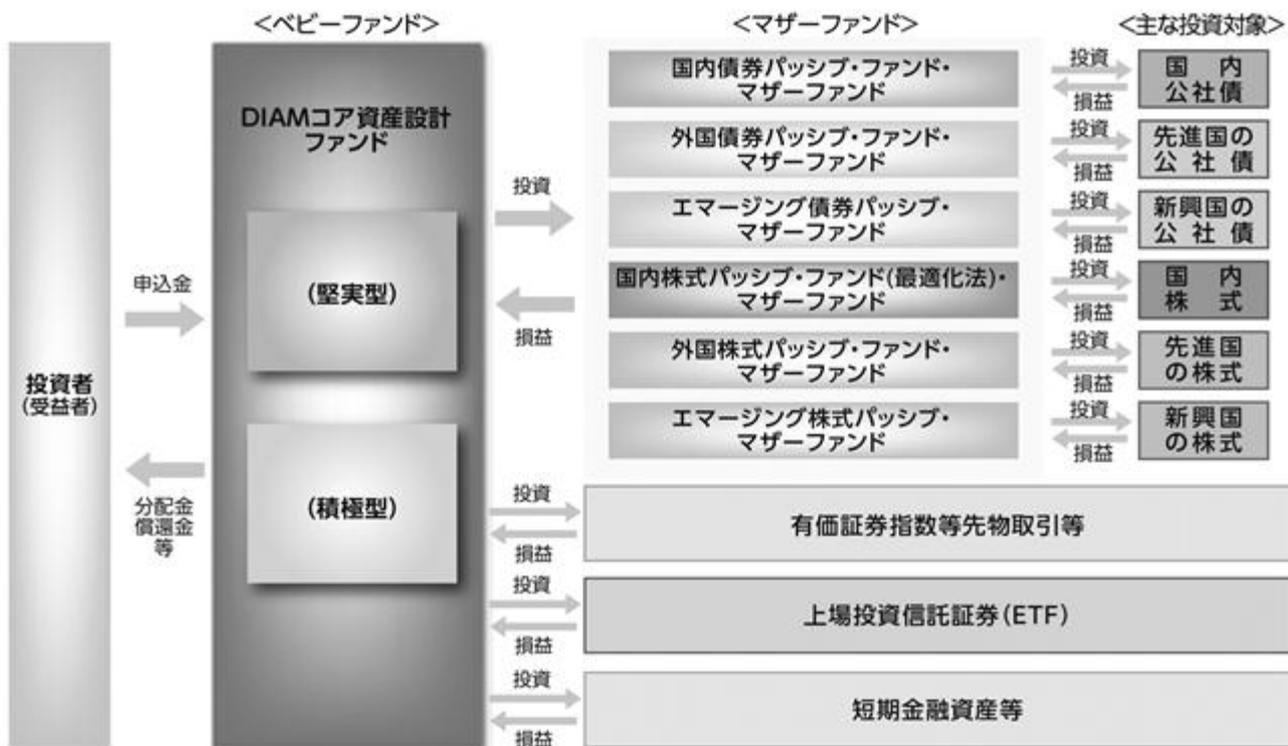 <ベビーファンド>
<マザーファンド>
<主な投資対象>
投資者
(受益者)
申込金
分配金
償還金
等
DIAMコア資産設計
ファンド
(堅実型)
(積極型)
投資
損益
国内債券パッシブ・ファンド・
マザーファンド
投資
損益
国内
公社債
外国債券パッシブ・ファンド・
マザーファンド
投資
損益
先進国の
公社債
エマージング債券パッシブ・
マザーファンド
投資
損益
新興国の
公社債
国内株式パッシブ・ファンド(最適化法)・
マザーファンド
投資
損益
国内
株式
外国株式パッシブ・ファンド・
マザーファンド
投資
損益
先進国
の株式
エマージング株式パッシブ・
マザーファンド
投資
損益
新興国
の株式
投資
損益
有価証券指数等先物取引等
投資
損益
上場投資信託証券(ETF)
投資
損益
短期金融資産等